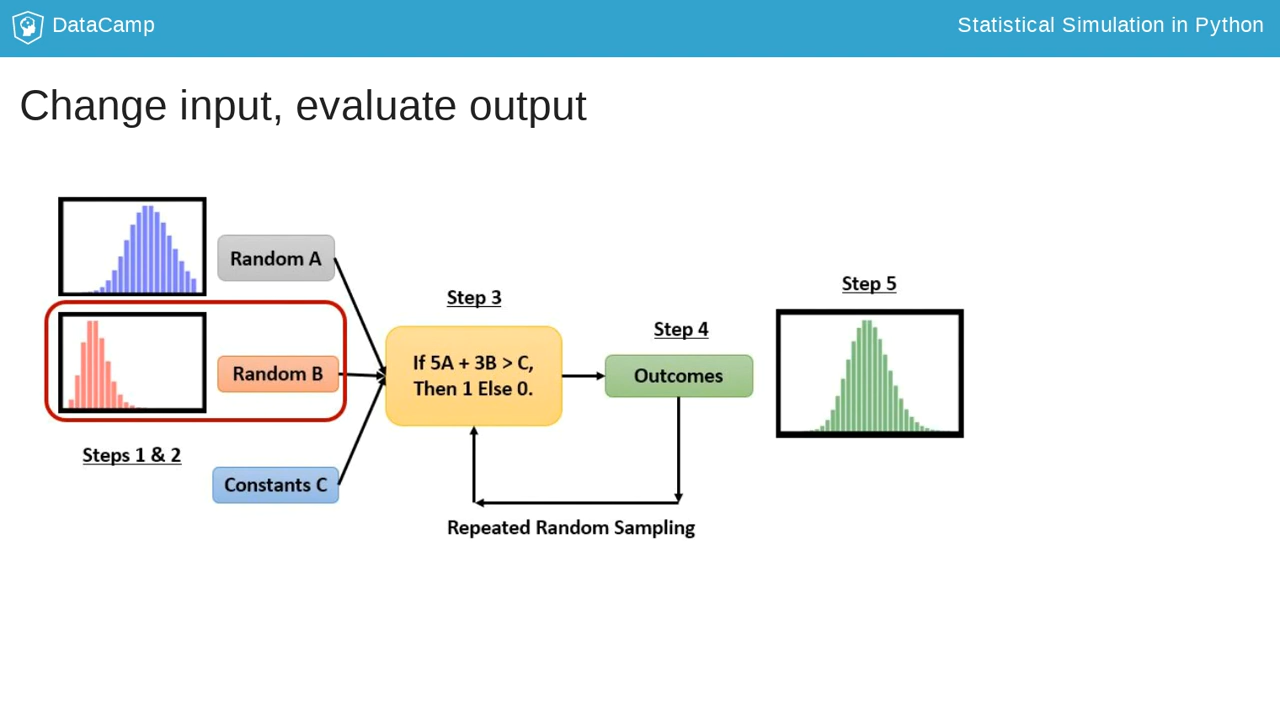 DataCamp
Statistical Simulation in Python
Change input, evaluate output
Random A
Random B
Steps 1 & 2
Constants C
Step 3
If 5A + 3B > C,
Then 1 Else 0.
Step 4
Outcomes
Repeated Random Sampling
Step 5